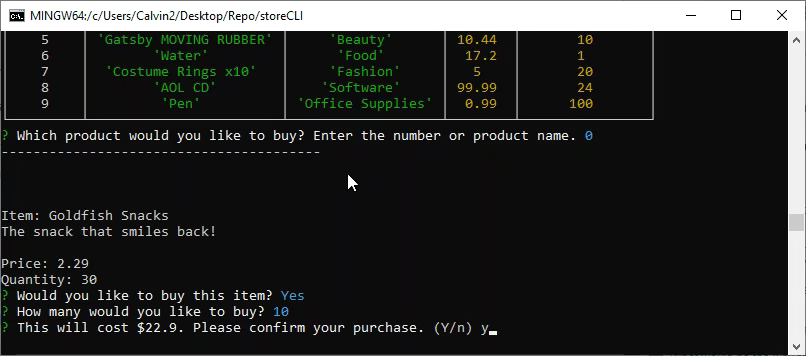 MINGW64:/c/Users/Calvin2/Desktop/Repo/storeCLI
5 'Gatsby MOVING RUBBER' 'Beauty' 10.44 10
6 'Water' 'Food' 17.2 1
7 'Costume Rings x10' 'Fashion' 5 20
8 'AOL CD' 'Software' 99.99 24
9 'Pen' 'Office Supplies' 0.99 100
? Which product would you like to buy? Enter the number or product name. 0
----------------------------------------
Item: Goldfish Snacks
The snack that smiles back!
Price: 2.29
Quantity: 30
? Would you like to buy this item? Yes
? How many would you like to buy? 10
? This will cost $22.9. Please confirm your purchase. (Y/n) y